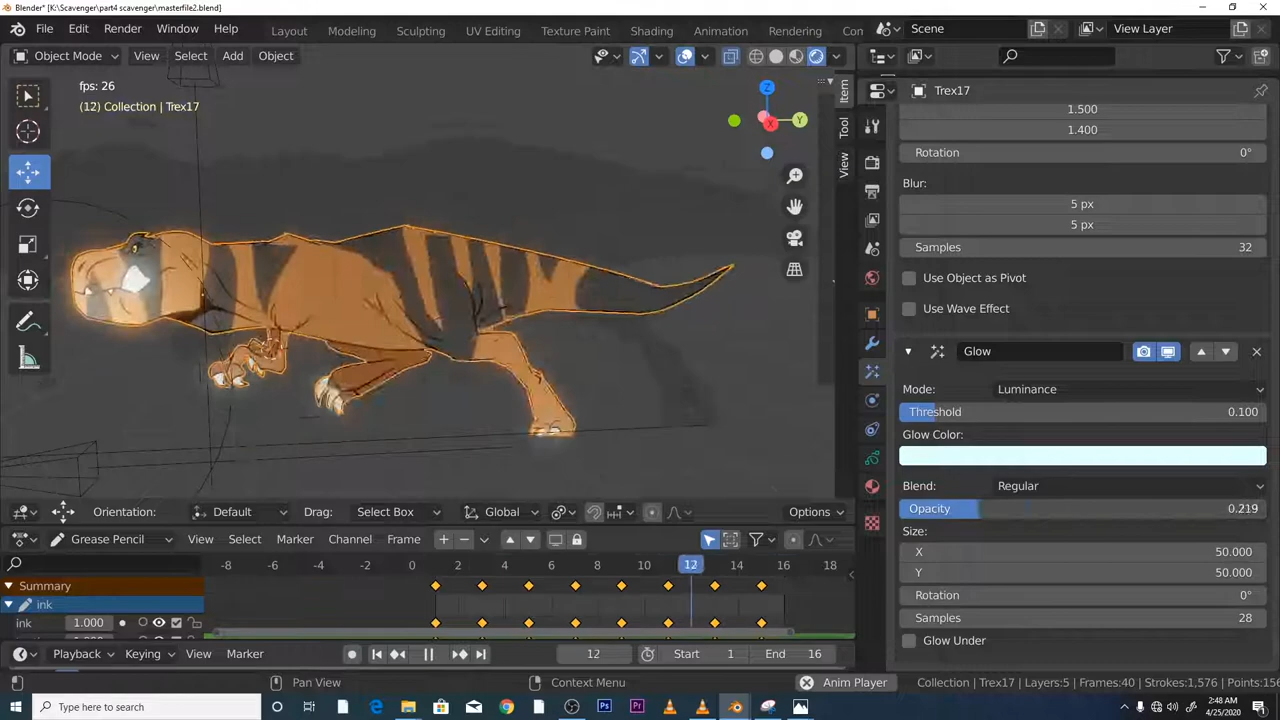 Blender* [K:\Scavenger\part4 scavenger\masterfile2.blend]
File Edit Render Window Help Layout Modeling Sculpting UV Editing Texture Paint Shading Animation Rendering Con Scene View Layer
Object Mode View Select Add Object
fps: 26
(12) Collection | Trex17
Z
Y
X
Item
Tool
View
Trex17
1.500
1.400
Rotation 0°
Blur:
5 px
5 px
Samples 32
Use Object as Pivot
Use Wave Effect
Glow
Mode: Luminance
Threshold 0.100
Glow Color:
Blend: Regular
Opacity 0.219
Size:
X 50.000
Y 50.000
Rotation 0°
Samples 28
Glow Under
Orientation: Default Drag: Select Box Global Options
Grease Pencil View Select Marker Channel Frame
-8 -6 -4 -2 0 2 4 6 8 10 12 14 16 18
Summary
ink
ink 1.000
Playback Keying View Marker 12 Start 1 End 16
Pan View Context Menu Anim Player Collection | Trex17 | Layers:5 | Frames:40 | Strokes:1,576 | Points:156
Type here to search
2:48 AM
4/25/2020